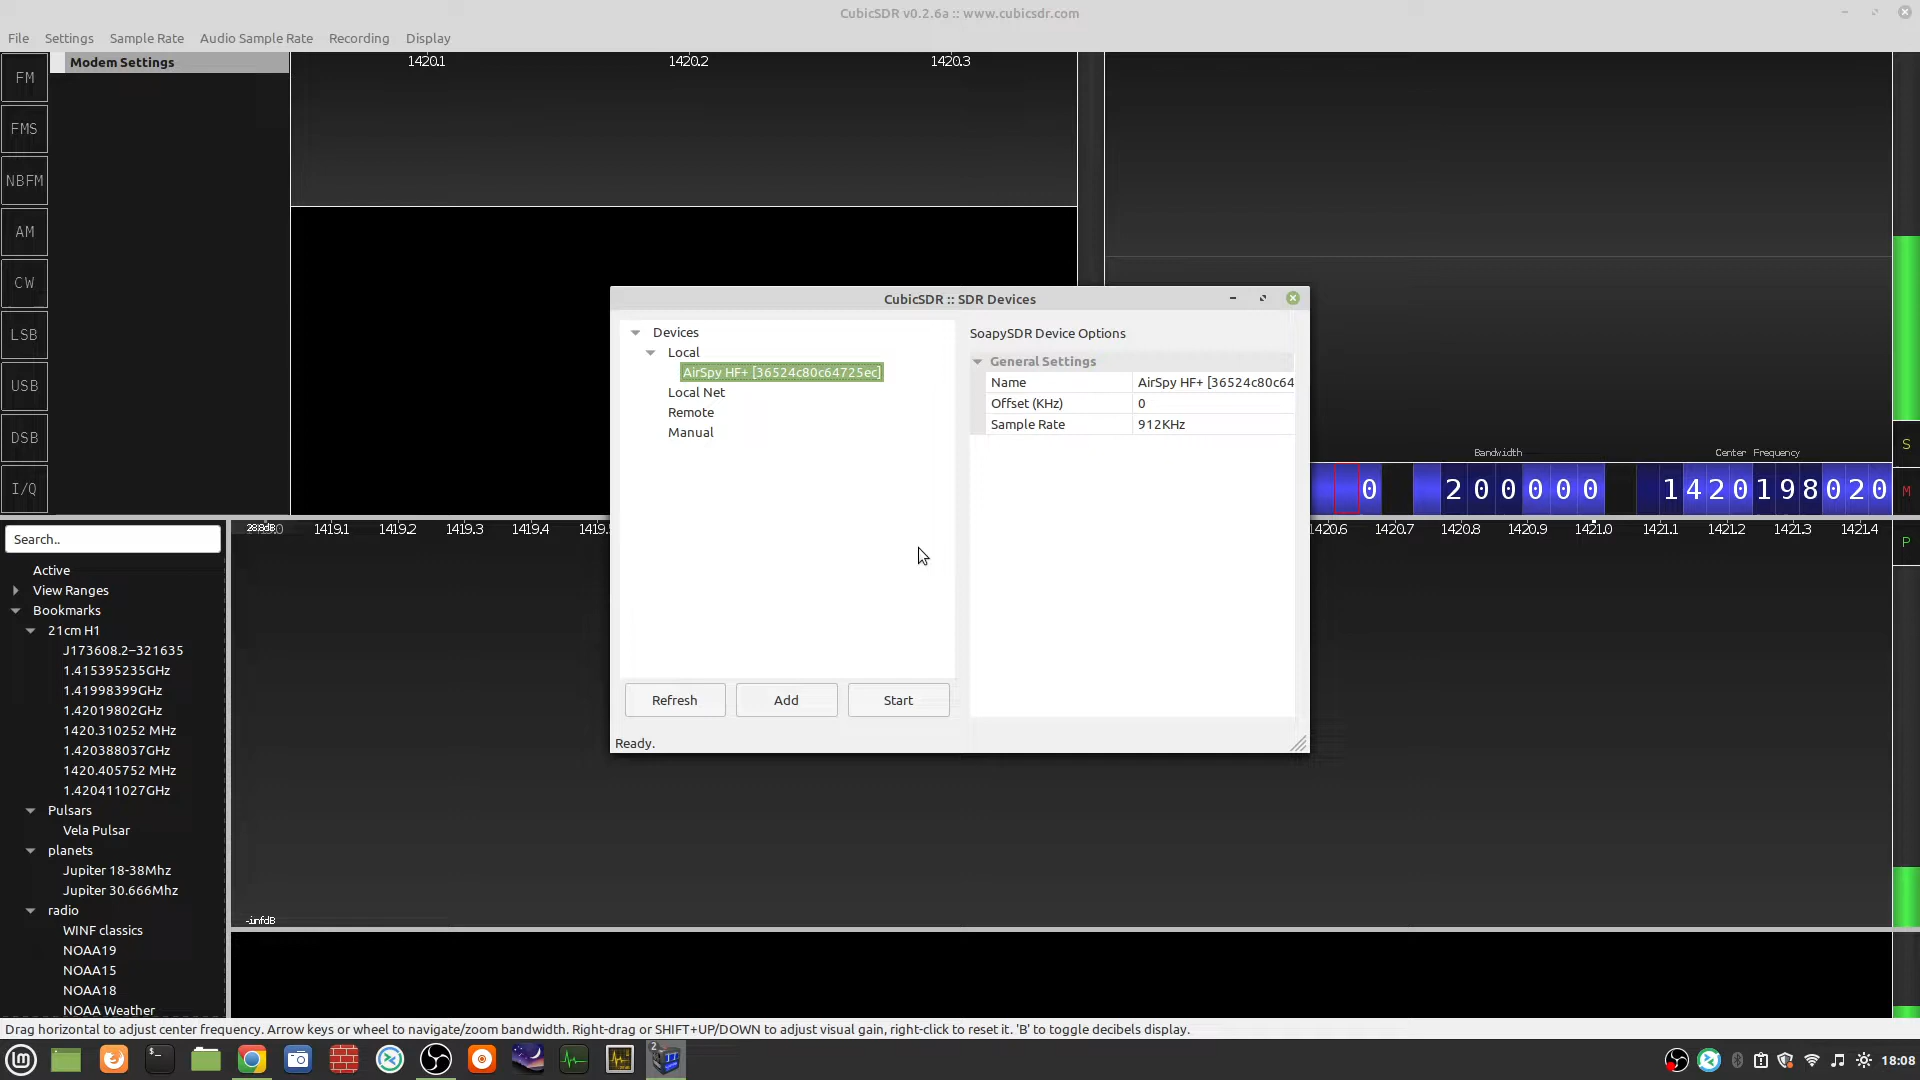 CubicSDR v0.2.6a :: www.cubicsdr.com
File Settings Sample Rate Audio Sample Rate Recording Display
FM
FMS
NBFM
AM
CW
LSB
USB
DSB
I/Q
Modem Settings
1420.1 1420.2 1420.3
CubicSDR :: SDR Devices
Devices
Local
AirSpy HF+ [36524c80c64725ec]
Local Net
Remote
Manual
Refresh Add Start
Ready.
SoapySDR Device Options
General Settings
Name AirSpy HF+ [36524c80c64
Offset (KHz) 0
Sample Rate 912KHz
Bandwidth Center Frequency
0 200000 1420198020
S
M
P
1419.1 1419.2 1419.3 1419.4 1419.5 1420.6 1420.7 1420.8 1420.9 1421.0 1421.1 1421.2 1421.3 1421.4
-infdB
Search..
Active
View Ranges
Bookmarks
21cm H1
J173608.2–321635
1.415395235GHz
1.41998399GHz
1.42019802GHz
1420.310252 MHz
1.420388037GHz
1420.405752 MHz
1.420411027GHz
Pulsars
Vela Pulsar
planets
Jupiter 18-38Mhz
Jupiter 30.666Mhz
radio
WINF classics
NOAA19
NOAA15
NOAA18
NOAA Weather
Drag horizontal to adjust center frequency. Arrow keys or wheel to navigate/zoom bandwidth. Right-drag or SHIFT+UP/DOWN to adjust visual gain, right-click to reset it. 'B' to toggle decibels display.
2
18:08